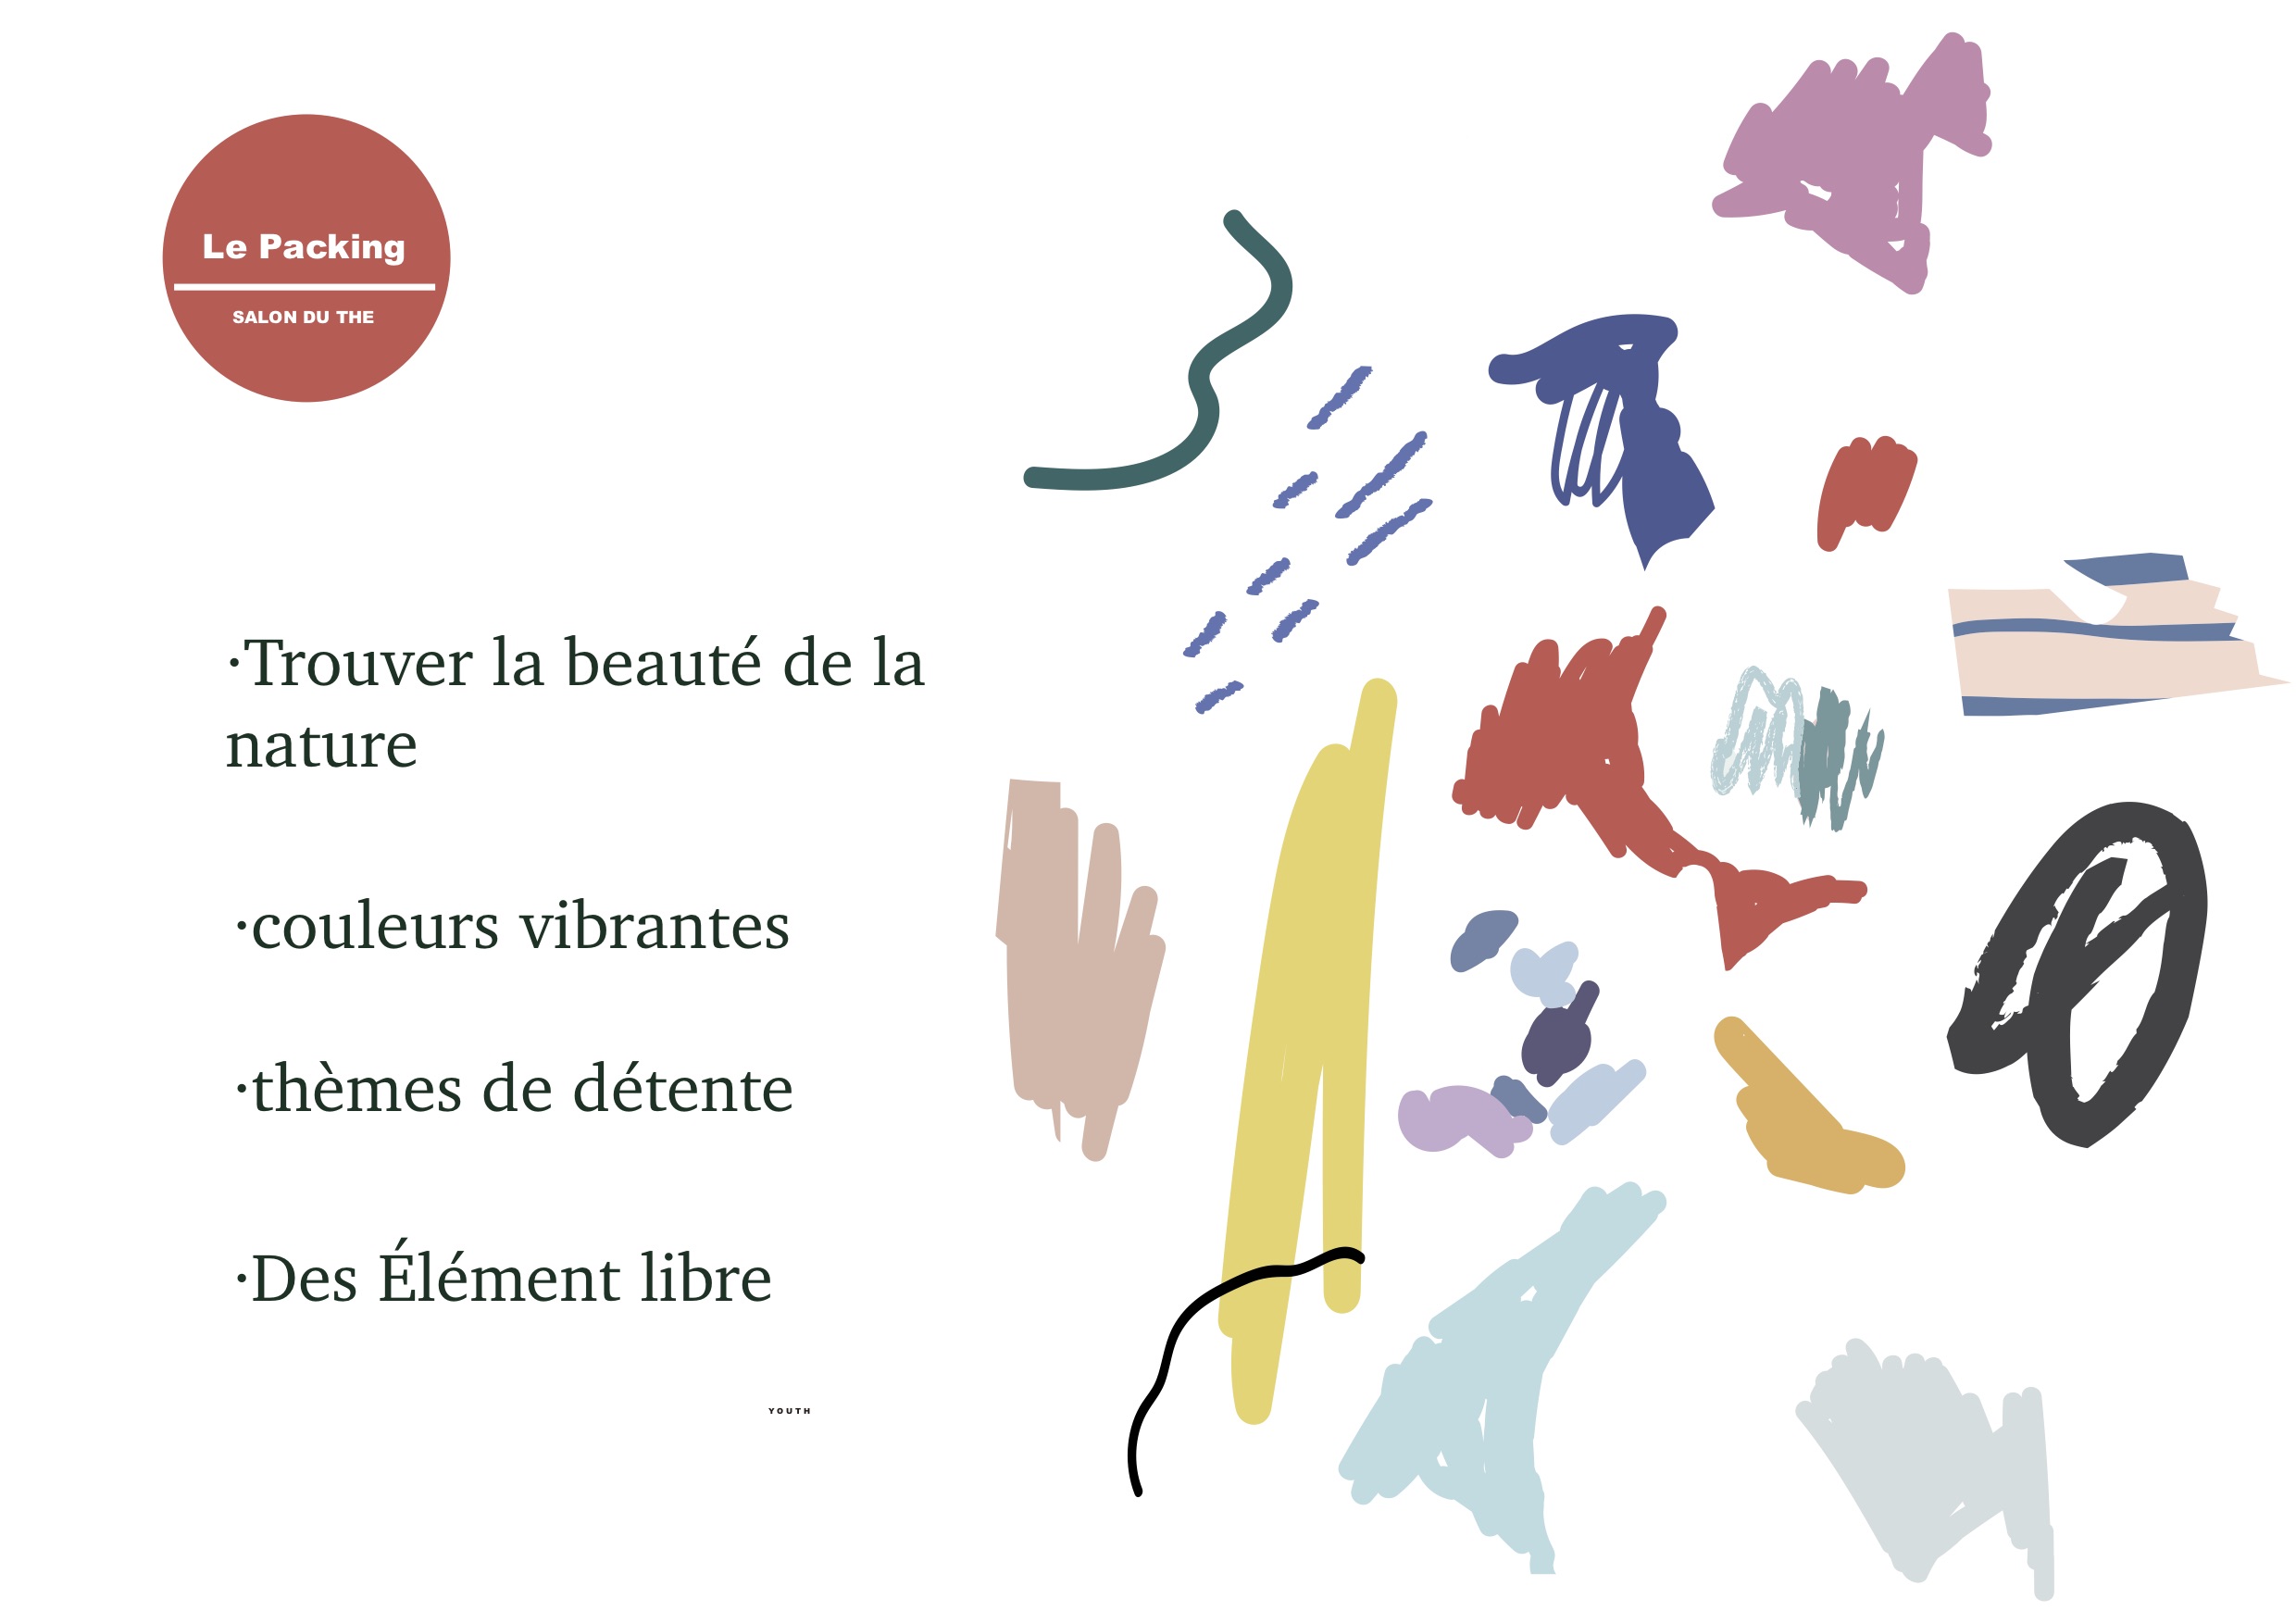 Le Packing
SALON DU THE
·Trouver la beauté de la
nature
·couleurs vibrantes
·thèmes de détente
·Des Élément libre
YOUTH